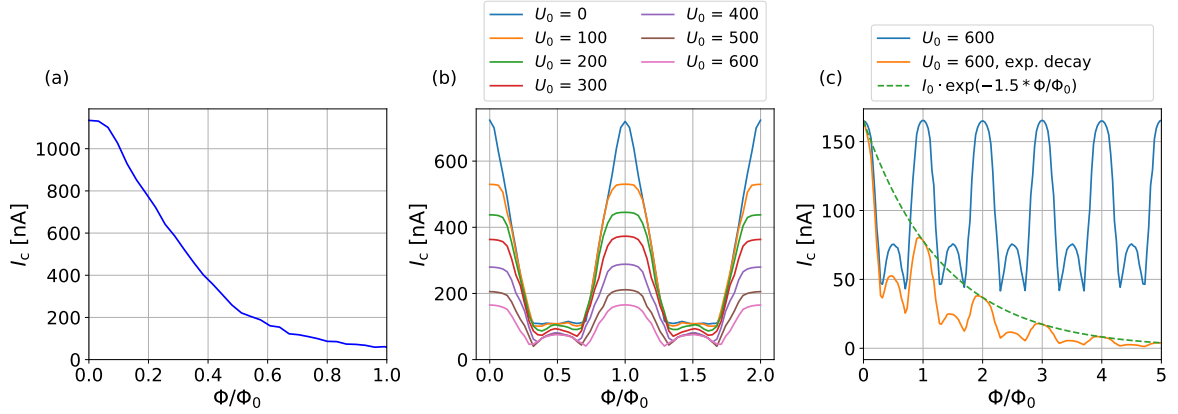 (a)
1000
800
600
400
200
0
I_c [nA]
0.0 0.2 0.4 0.6 0.8 1.0
Φ/Φ_0
(b)
U_0 = 0
U_0 = 100
U_0 = 200
U_0 = 300
U_0 = 400
U_0 = 500
U_0 = 600
600
400
200
0
I_c [nA]
0.0 0.5 1.0 1.5 2.0
Φ/Φ_0
(c)
U_0 = 600
U_0 = 600, exp. decay
I_0 · exp(−1.5 * Φ/Φ_0)
150
100
50
0
I_c [nA]
0 1 2 3 4 5
Φ/Φ_0